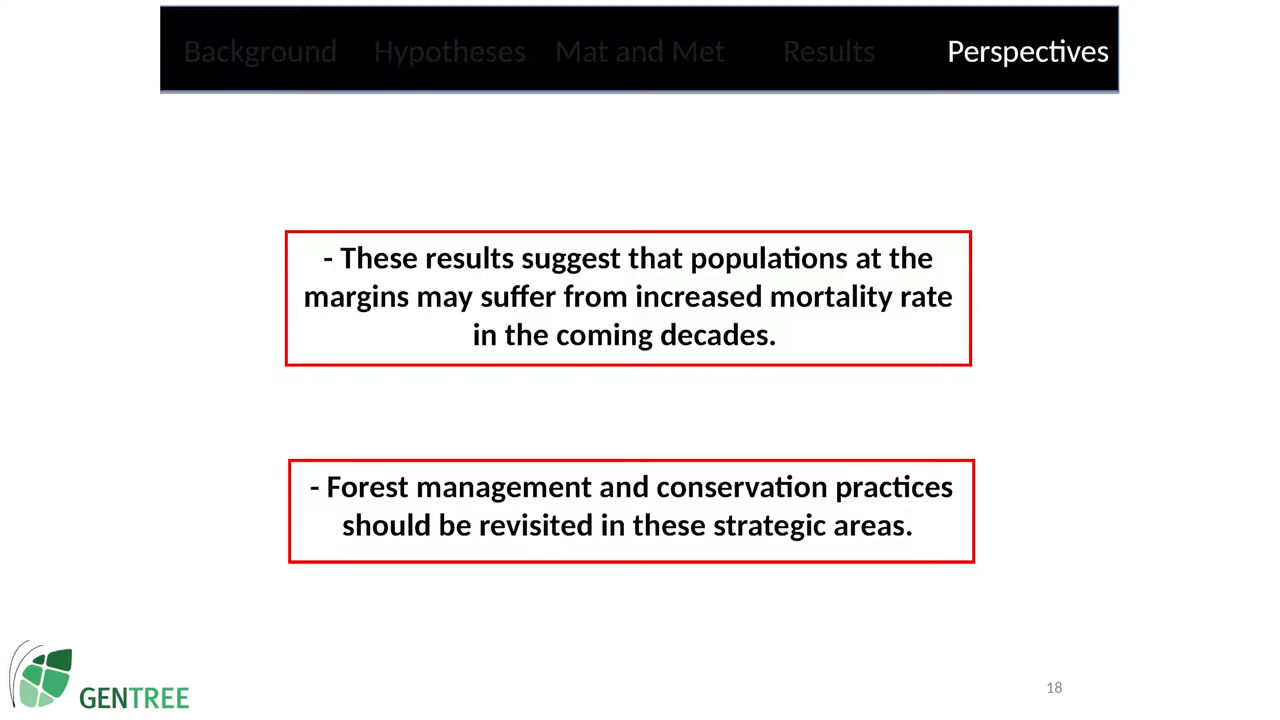 Background Hypotheses Mat and Met Results Perspectives
- These results suggest that populations at the
margins may suffer from increased mortality rate
in the coming decades.
- Forest management and conservation practices
should be revisited in these strategic areas.
GENTREE
18